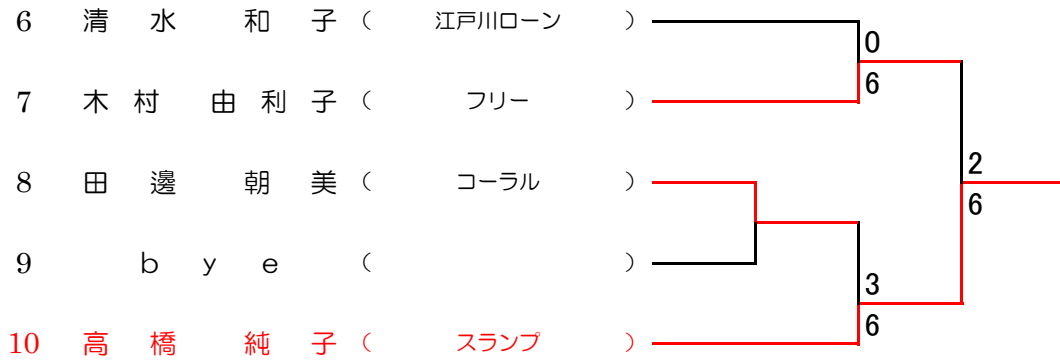 6 清 水 和 子 ( 江戸川ローン )
0
6
7 木 村 由 利 子 ( フリー )
2
8 田 邊 朝 美 ( コーラル )
6
9 b y e ( )
3
6
10 高 橋 純 子 ( スランプ )